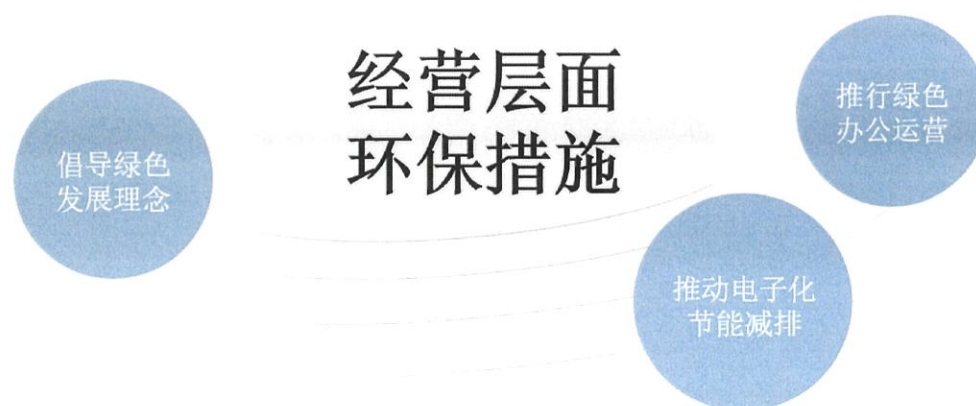 经营层面
环保措施
倡导绿色
发展理念
推行绿色
办公运营
推动电子化
节能减排